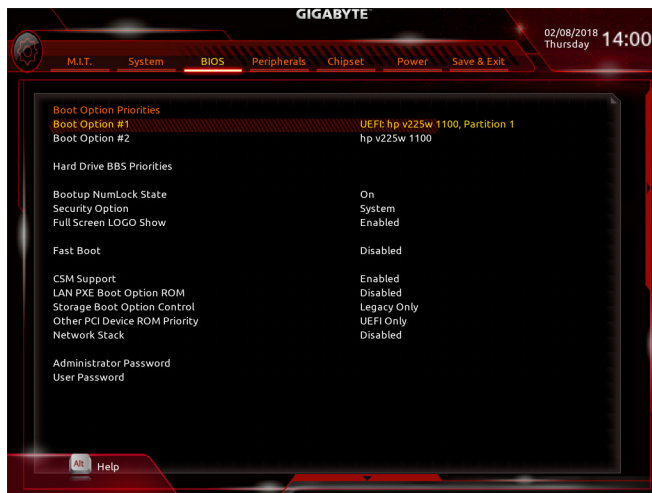 GIGABYTE™
02/08/2018 14:00
Thursday
M.I.T. System BIOS Peripherals Chipset Power Save & Exit
Boot Option Priorities
Boot Option #1 UEFI: hp v225w 1100, Partition 1
Boot Option #2 hp v225w 1100
Hard Drive BBS Priorities
Bootup NumLock State On
Security Option System
Full Screen LOGO Show Enabled
Fast Boot Disabled
CSM Support Enabled
LAN PXE Boot Option ROM Disabled
Storage Boot Option Control Legacy Only
Other PCI Device ROM Priority UEFI Only
Network Stack Disabled
Administrator Password
User Password
Alt Help